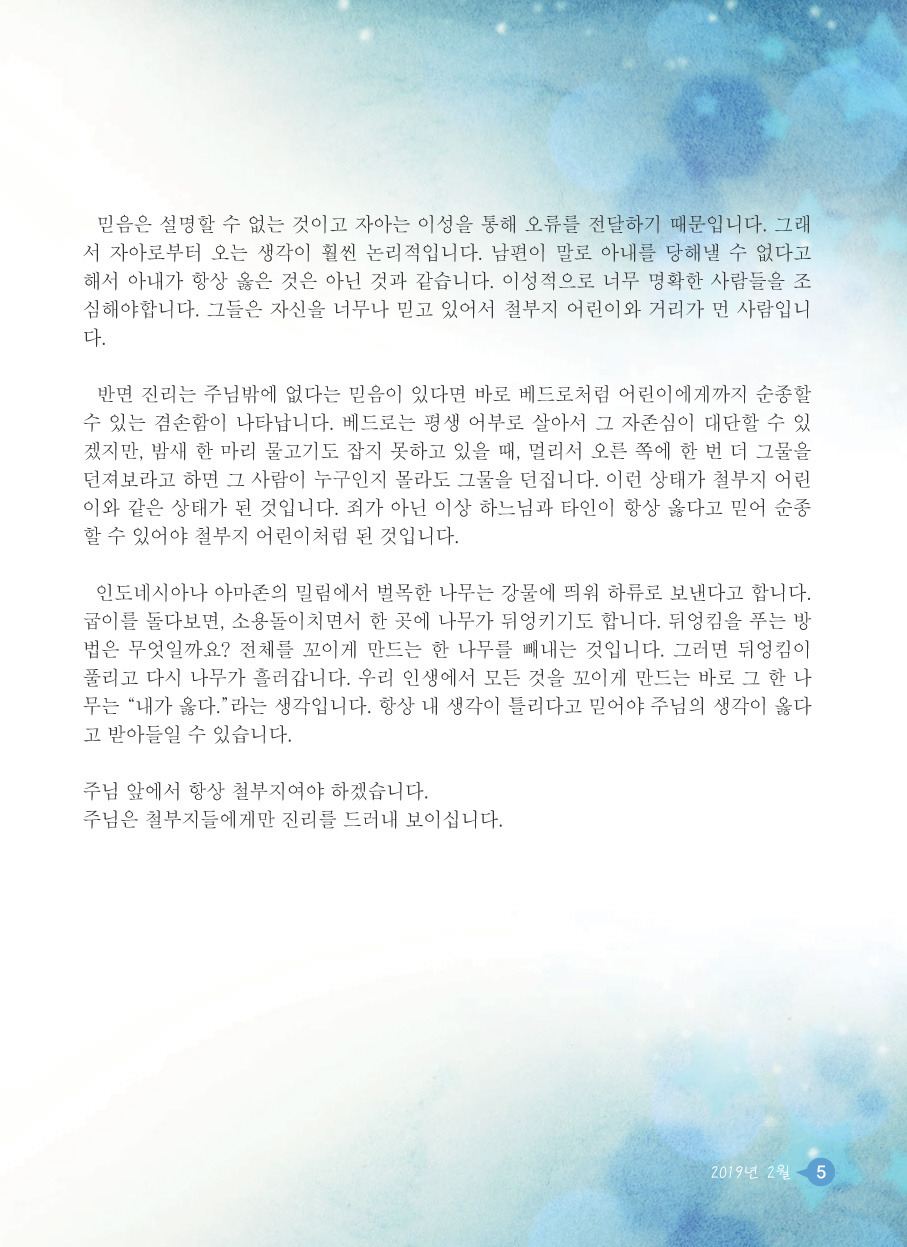 믿음은 설명할 수 없는 것이고 자아는 이성을 통해 오류를 전달하기 때문입니다. 그래
서 자아로부터 오는 생각이 훨씬 논리적입니다. 남편이 말로 아내를 당해낼 수 없다고
해서 아내가 항상 옳은 것은 아닌 것과 같습니다. 이성적으로 너무 명확한 사람들을 조
심해야합니다. 그들은 자신을 너무나 믿고 있어서 철부지 어린이와 거리가 먼 사람입니
다.
반면 진리는 주님밖에 없다는 믿음이 있다면 바로 베드로처럼 어린이에게까지 순종할
수 있는 겸손함이 나타납니다. 베드로는 평생 어부로 살아서 그 자존심이 대단할 수 있
겠지만, 밤새 한 마리 물고기도 잡지 못하고 있을 때, 멀리서 오른 쪽에 한 번 더 그물을
던져보라고 하면 그 사람이 누구인지 몰라도 그물을 던집니다. 이런 상태가 철부지 어린
이와 같은 상태가 된 것입니다. 죄가 아닌 이상 하느님과 타인이 항상 옳다고 믿어 순종
할 수 있어야 철부지 어린이처럼 된 것입니다.
인도네시아나 아마존의 밀림에서 벌목한 나무는 강물에 띄워 하류로 보낸다고 합니다.
굽이를 돌다보면, 소용돌이치면서 한 곳에 나무가 뒤엉키기도 합니다. 뒤엉킴을 푸는 방
법은 무엇일까요? 전체를 꼬이게 만드는 한 나무를 빼내는 것입니다. 그러면 뒤엉킴이
풀리고 다시 나무가 흘러갑니다. 우리 인생에서 모든 것을 꼬이게 만드는 바로 그 한 나
무는 “내가 옳다.”라는 생각입니다. 항상 내 생각이 틀리다고 믿어야 주님의 생각이 옳다
고 받아들일 수 있습니다.
주님 앞에서 항상 철부지여야 하겠습니다.
주님은 철부지들에게만 진리를 드러내 보이십니다.
2019년 2월 5